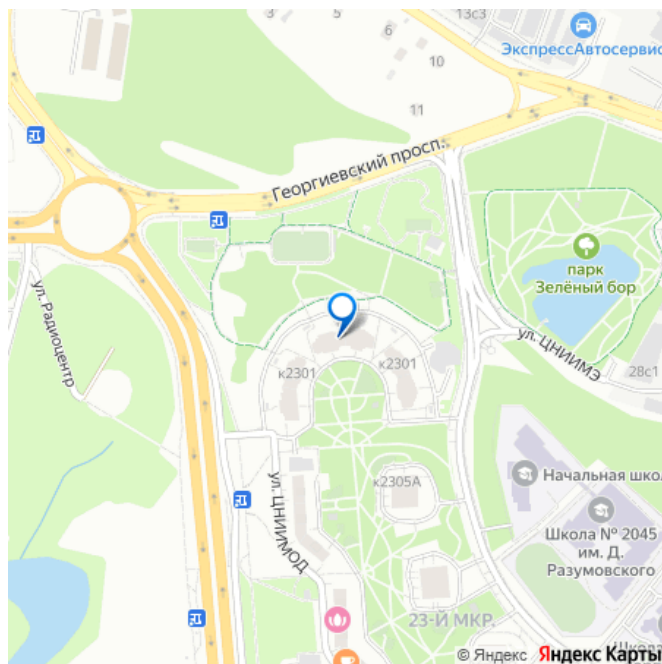 13с3
3
5
6
ЭкспрессАвтосервис
10
11
Георгиевский просп.
парк
Зелёный бор
ул. Радиоцентр
ул. ЦНИИМЭ
к2301
к2301
28с1
к2305А
Начальная шко
ул. ЦНИИМОД
Школа № 2045
им. Д.
Разумовского
23-Й МКР.
© Яндекс Яндекс Карты